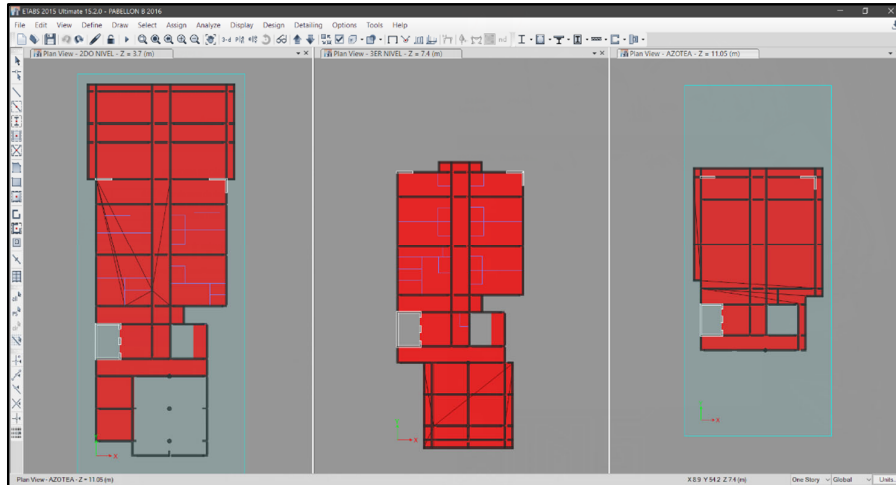 ETABS 2015 Ultimate 15.2.0 - PABELLON B 2016
File Edit View Define Draw Select Assign Analyze Display Design Detailing Options Tools Help
3-d
nd
Plan View - 2DO NIVEL - Z = 3.7 (m)
Plan View - 3ER NIVEL - Z = 7.4 (m)
Plan View - AZOTEA - Z = 11.05 (m)
X
X
X
Plan View - AZOTEA - Z = 11.05 (m)
X 8.9 Y 54.2 Z 7.4 (m)
One Story
Global
Units...